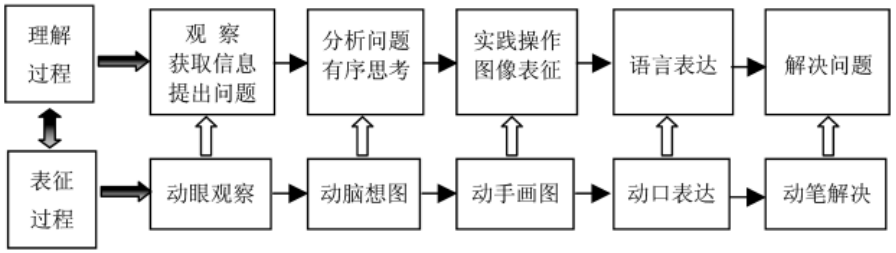 理解
过程
观 察
获取信息
提出问题
分析问题
有序思考
实践操作
图像表征
语言表达
解决问题
表征
过程
动眼观察
动脑想图
动手画图
动口表达
动笔解决